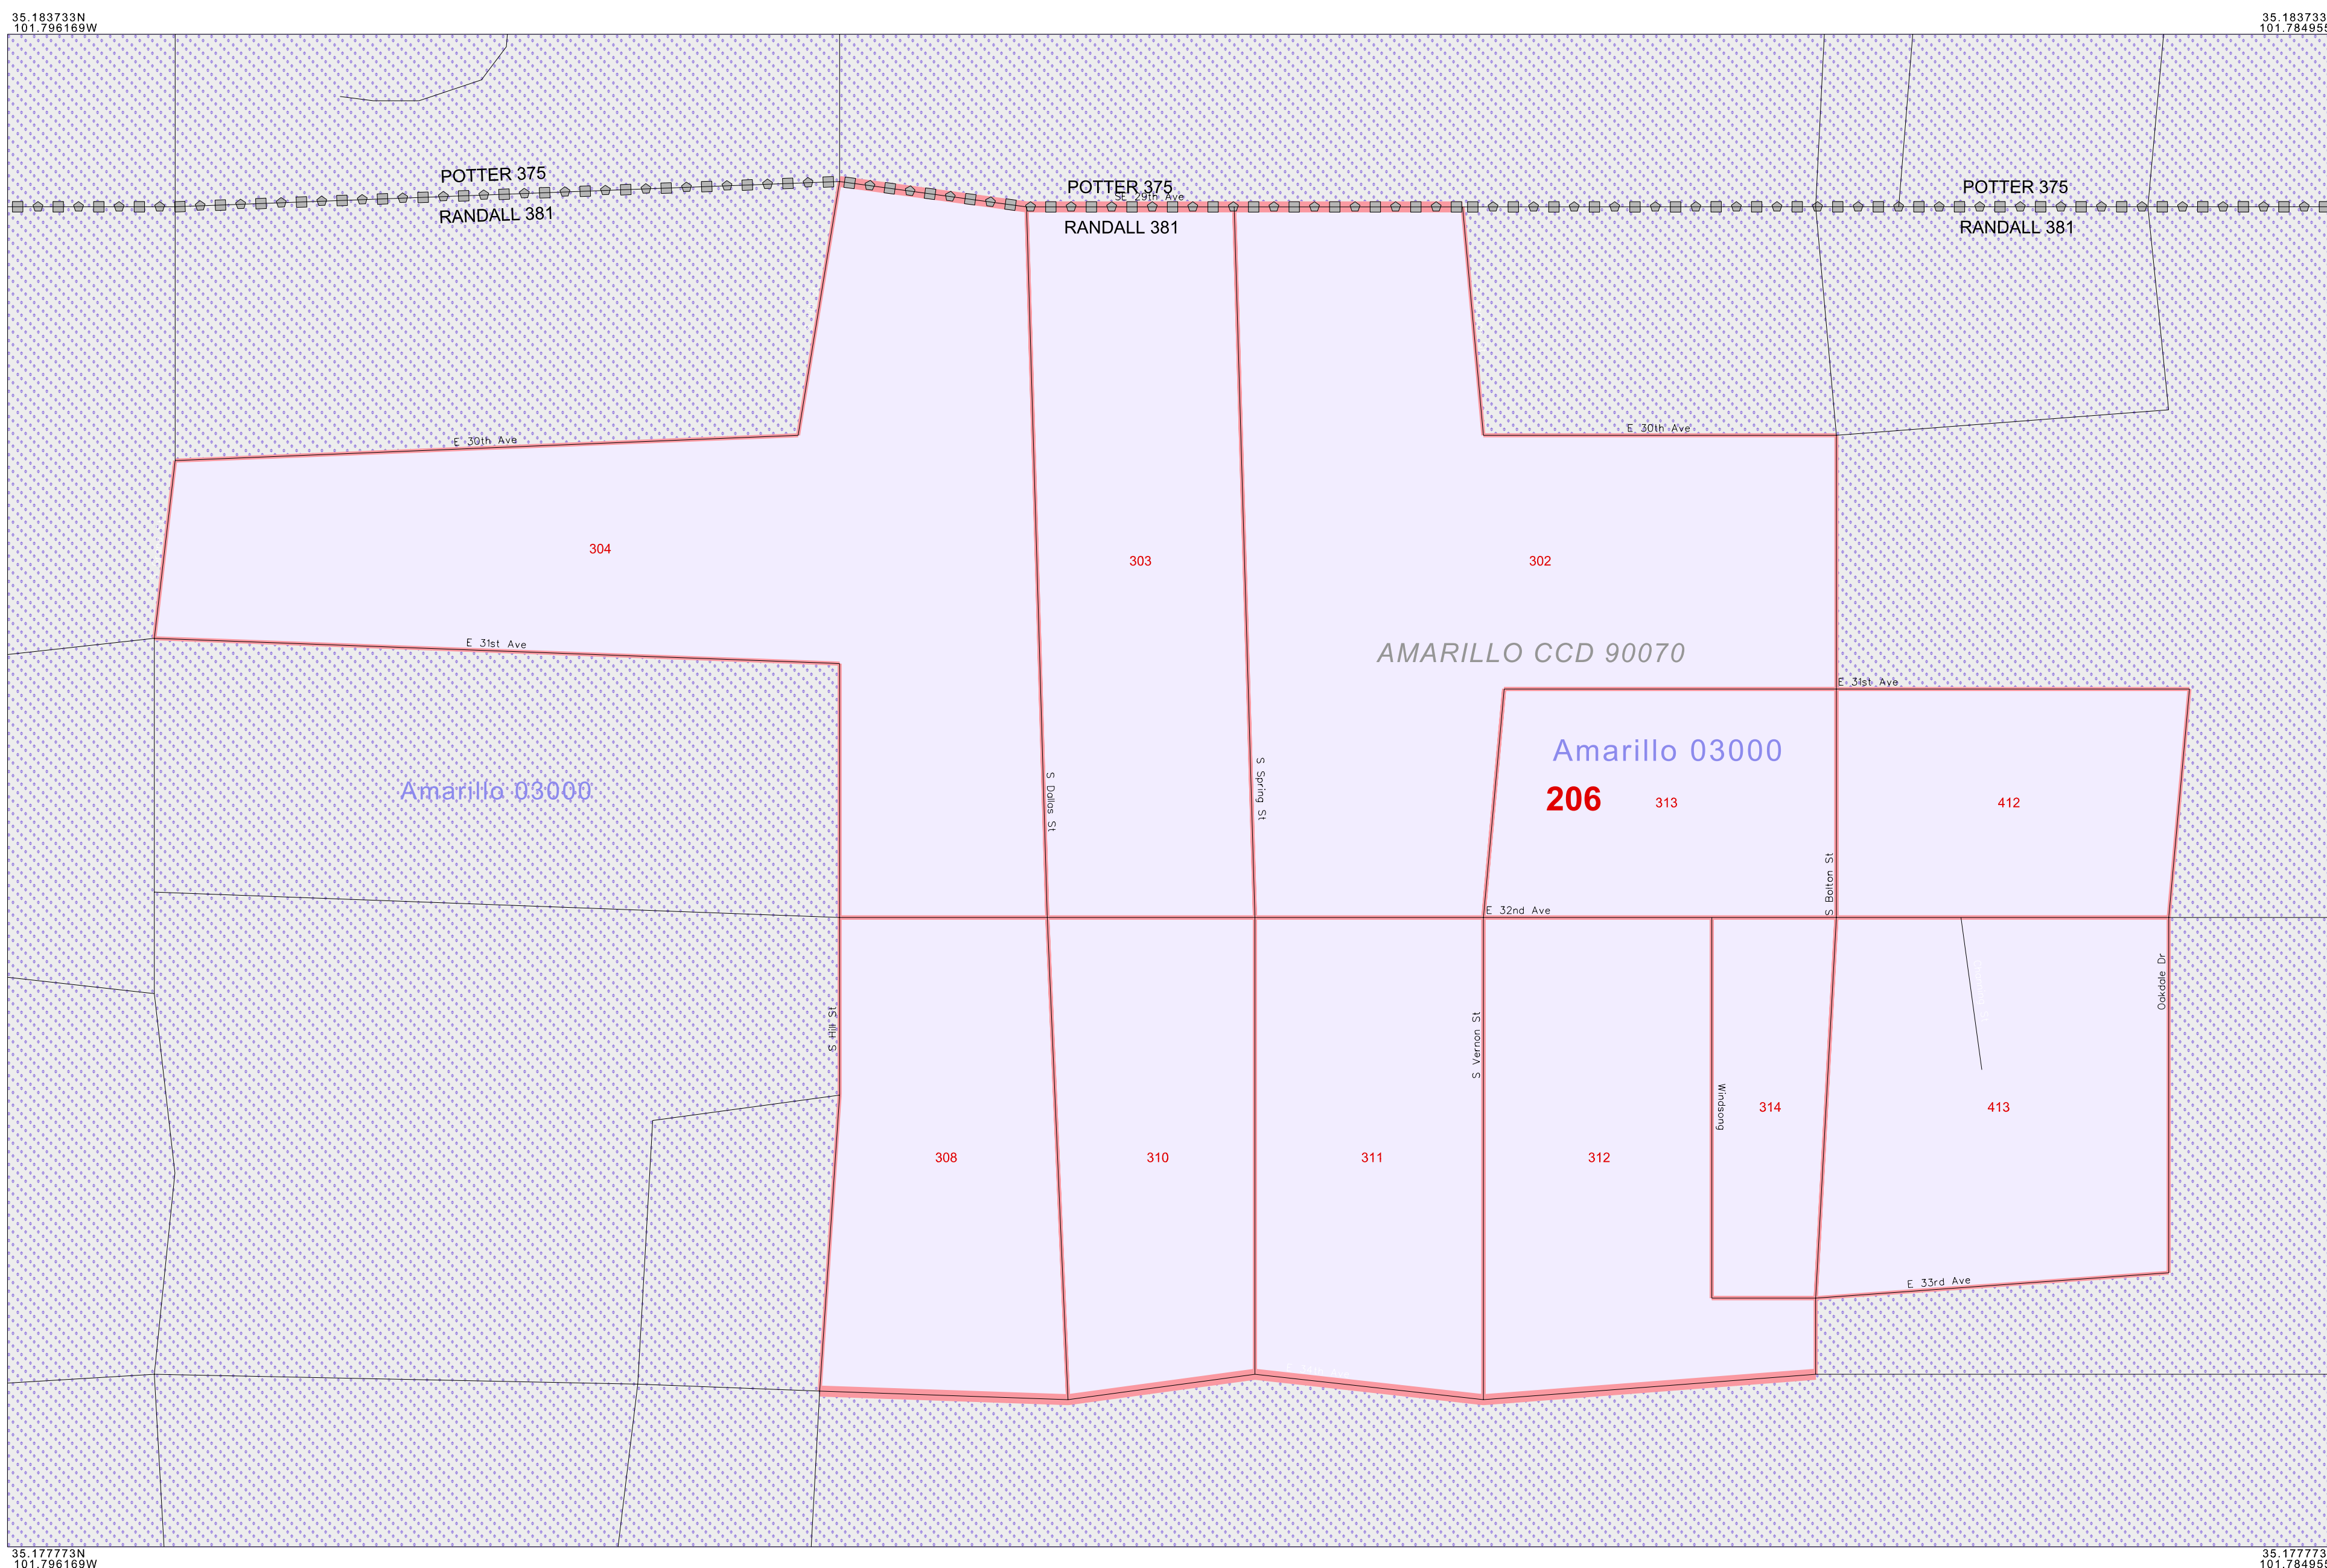 35.183733N
101.796169W
35.183733
101.784955
POTTER 375
RANDALL 381
POTTER 375
SE 29th Ave
RANDALL 381
POTTER 375
RANDALL 381
E 30th Ave
E 30th Ave
304
303
302
E 31st Ave
AMARILLO CCD 90070
E 31st Ave
Amarillo 03000
Amarillo 03000
206
313
412
S Dallas St
S Spring St
S Bolton St
E 32nd Ave
S Hill St
S Vernon St
Oakdale Dr
Windsong
308
310
311
312
314
413
E 33rd Ave
35.177773N
101.796169W
35.177773
101.784955